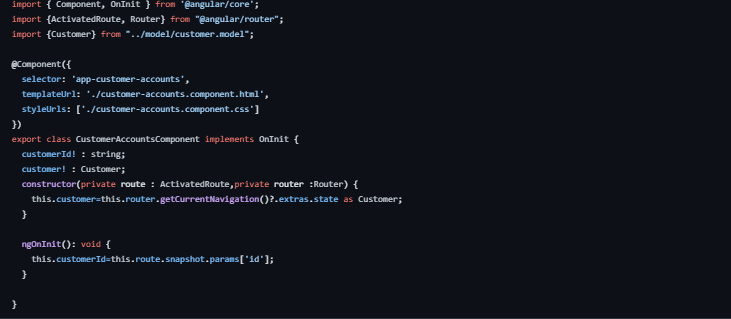 import { Component, OnInit } from '@angular/core';
import {ActivatedRoute, Router} from "@angular/router";
import {Customer} from "../model/customer.model";
@Component({
  selector: 'app-customer-accounts',
  templateUrl: './customer-accounts.component.html',
  styleUrls: ['./customer-accounts.component.css']
})
export class CustomerAccountsComponent implements OnInit {
  customerId! : string;
  customer! : Customer;
  constructor(private route : ActivatedRoute,private router :Router) {
    this.customer=this.router.getCurrentNavigation()?.extras.state as Customer;
  }
  ngOnInit(): void {
    this.customerId=this.route.snapshot.params['id'];
  }
}